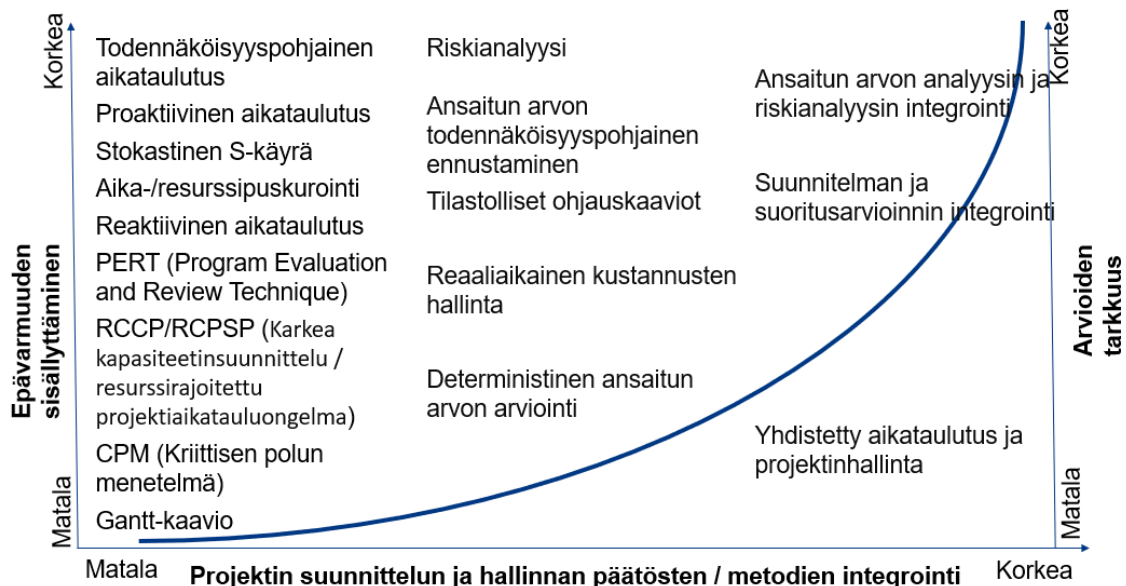 Korkea
Epävarmuuden
sisällyttäminen
Matala
Todennäköisyyspohjainen
aikataulutus
Proaktiivinen aikataulutus
Stokastinen S-käyrä
Aika-/resurssipuskurointi
Reaktiivinen aikataulutus
PERT (Program Evaluation
and Review Technique)
RCCP/RCPSP (Karkea
kapasiteetinsuunnittelu /
resurssirajoitettu
projektiaikatauluongelma)
CPM (Kriittisen polun
menetelmä)
Gantt-kaavio
Riskianalyysi
Ansaitun arvon
todennäköisyyspohjainen
ennustaminen
Tilastolliset ohjauskaaviot
Reaaliaikainen kustannusten
hallinta
Deterministinen ansaitun
arvon arviointi
Ansaitun arvon analyysin ja
riskianalyysin integrointi
Suunnitelman ja
suoritusarvioinnin integrointi
Yhdistetty aikataulutus ja
projektinhallinta
Korkea
Arvioiden
tarkkuus
Matala
Matala
Projektin suunnittelun ja hallinnan päätösten / metodien integrointi
Korkea